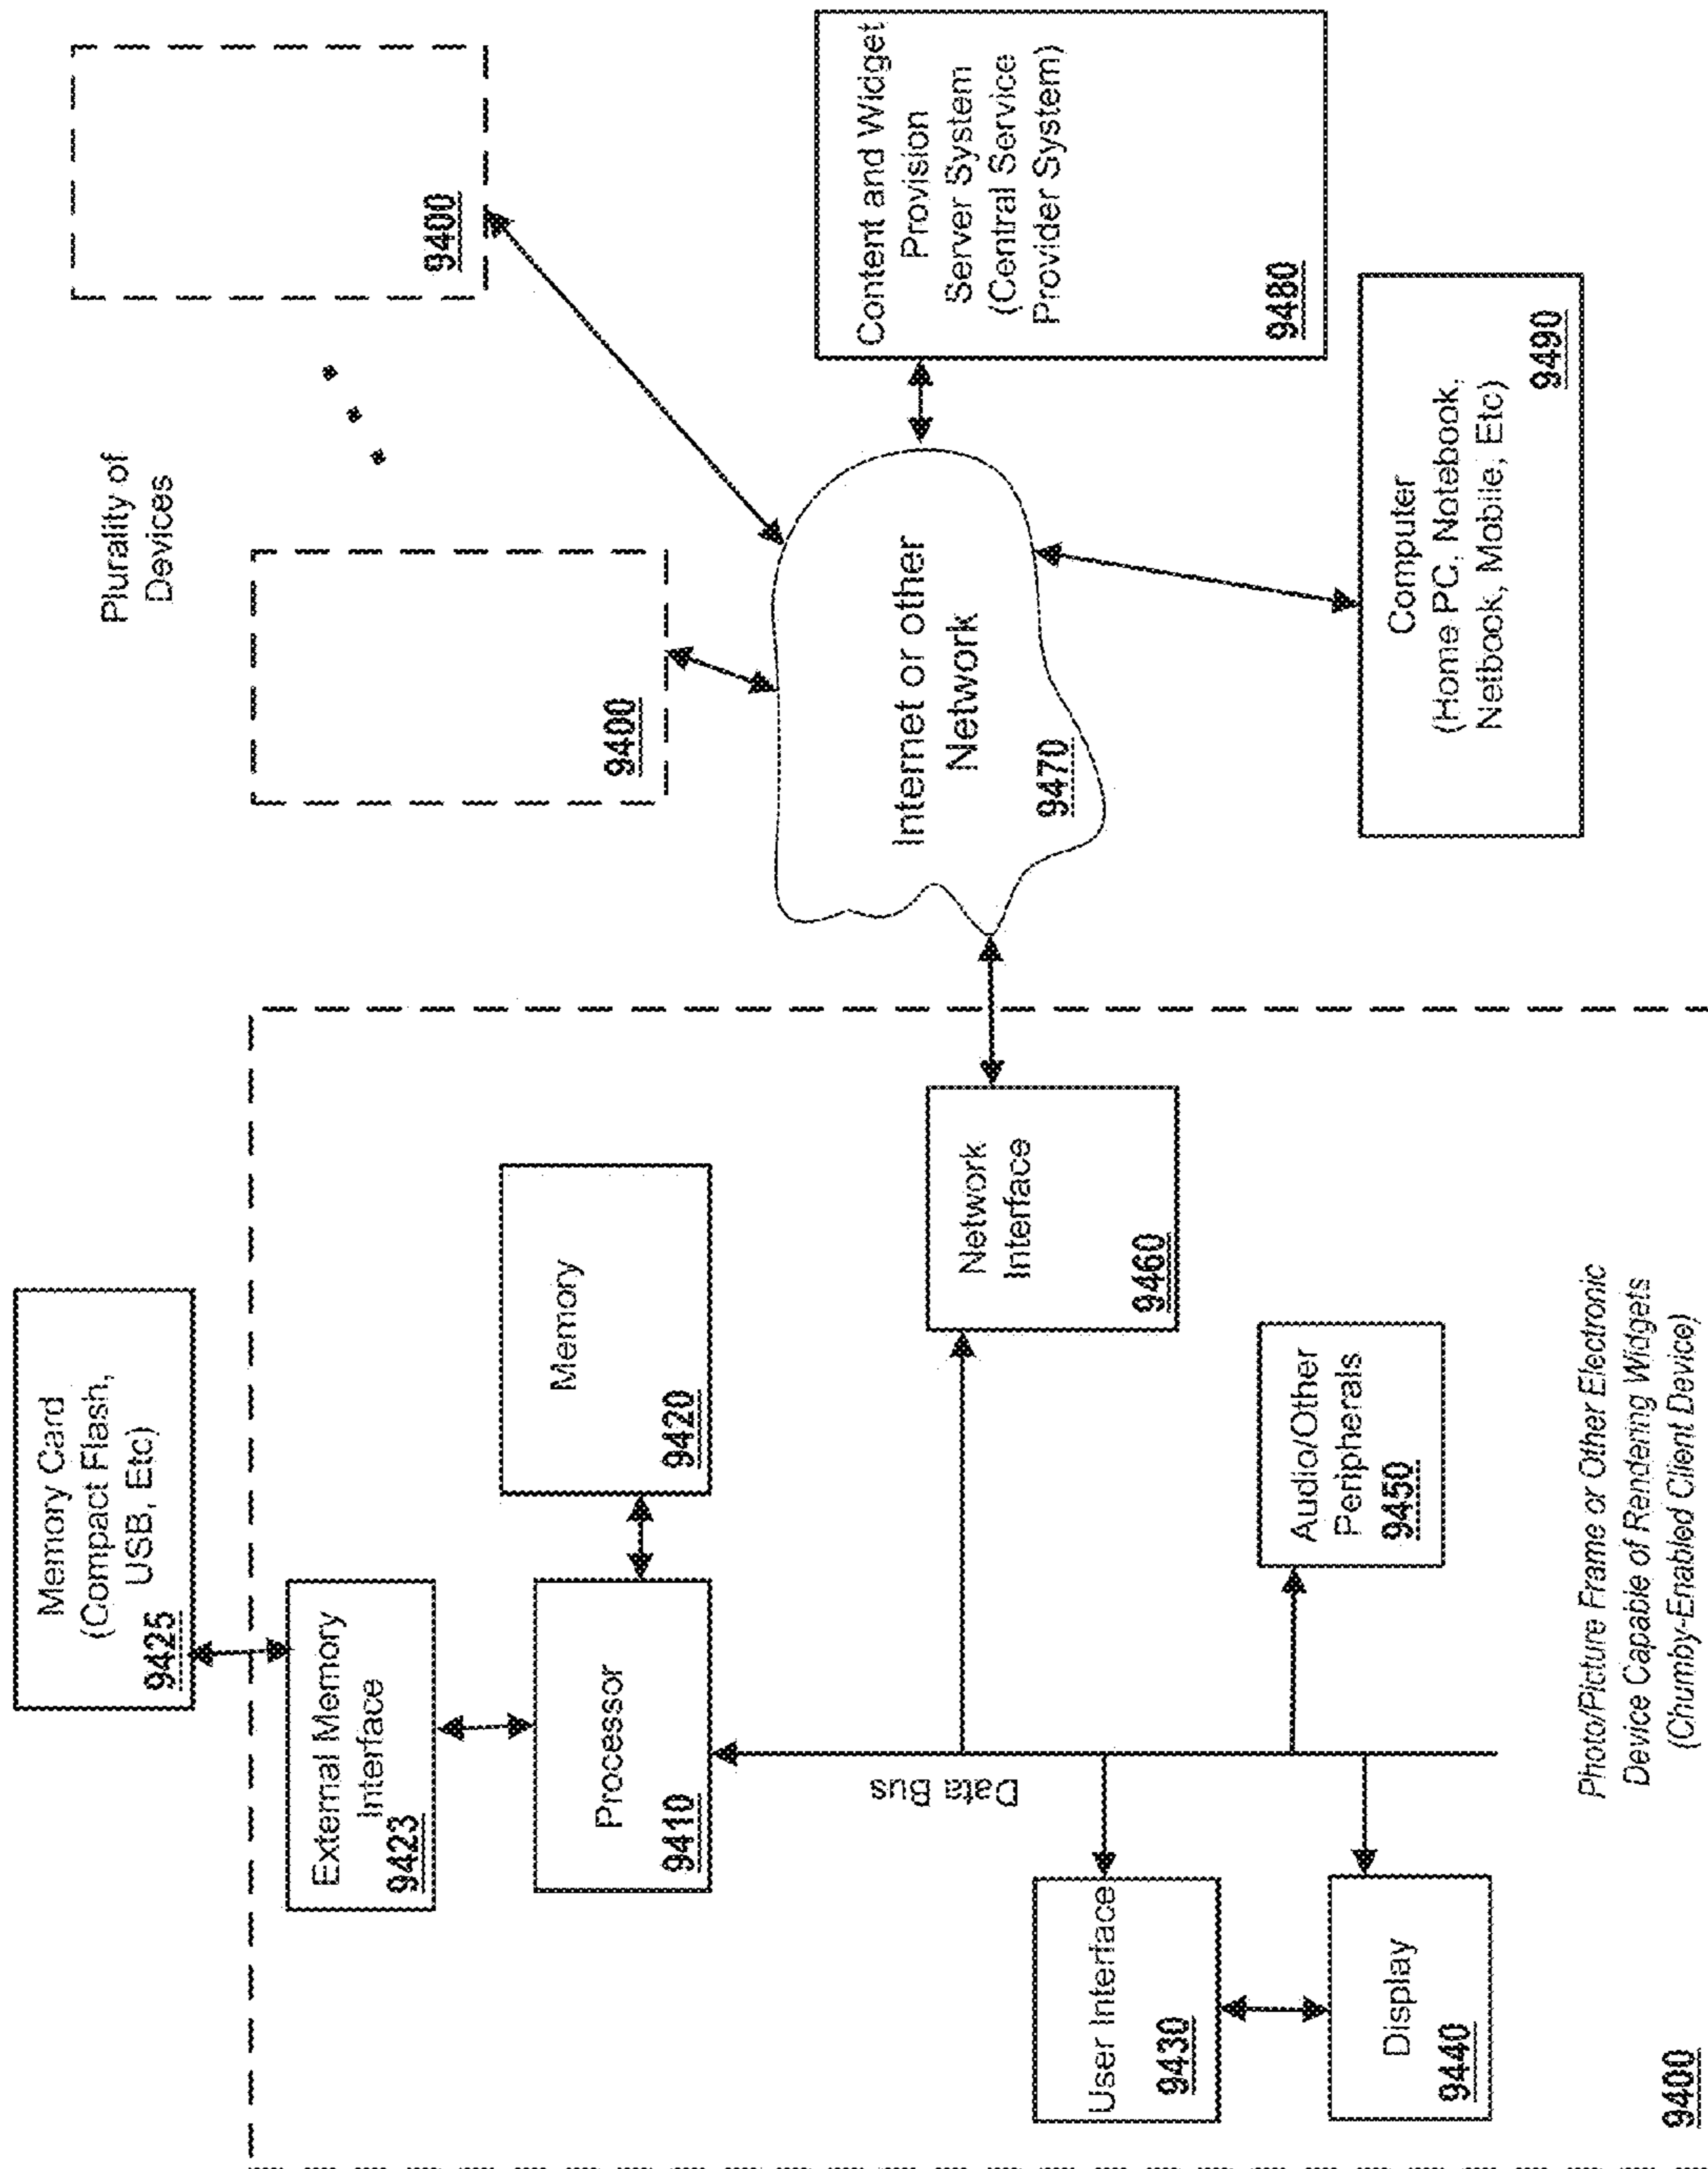 Memory Card
(Compact Flash,
USB, Etc)
9425
External Memory
Interface
9423
Processor
9410
Memory
9420
Data Bus
Network
Interface
9460
User Interface
9430
Display
9440
Audio/Other
Peripherals
9450
Photo/Picture Frame or Other Electronic
Device Capable of Rendering Widgets
(Chumby-Enabled Client Device)
9400
Plurality of
Devices
9400
9400
Internet or other
Network
9470
Content and Widget
Provision
Server System
(Central Service
Provider System)
9480
Computer
(Home PC, Notebook,
Netbook, Mobile, Etc)
9490